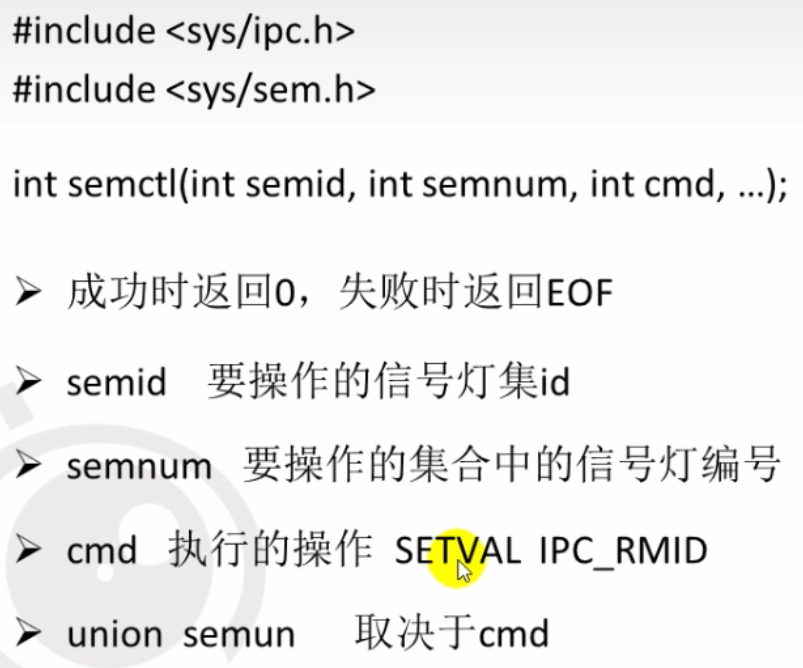 #include <sys/ipc.h>
#include <sys/sem.h>
int semctl(int semid, int semnum, int cmd, …);
➢ 成功时返回0，失败时返回EOF
➢ semid 要操作的信号灯集id
➢ semnum 要操作的集合中的信号灯编号
➢ cmd 执行的操作 SETVAL IPC_RMID
➢ union semun 取决于cmd